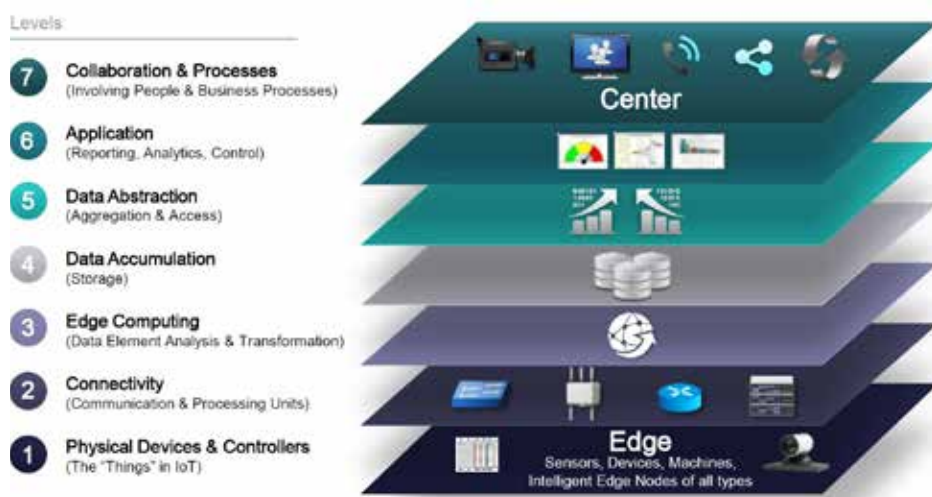 Levels
7
Collaboration & Processes
(Involving People & Business Processes)
Center
6
Application
(Reporting, Analytics, Control)
5
Data Abstraction
(Aggregation & Access)
4
Data Accumulation
(Storage)
3
Edge Computing
(Data Element Analysis & Transformation)
2
Connectivity
(Communication & Processing Units)
1
Physical Devices & Controllers
(The "Things" in IoT)
Edge
Sensors, Devices, Machines,
Intelligent Edge Nodes of all types